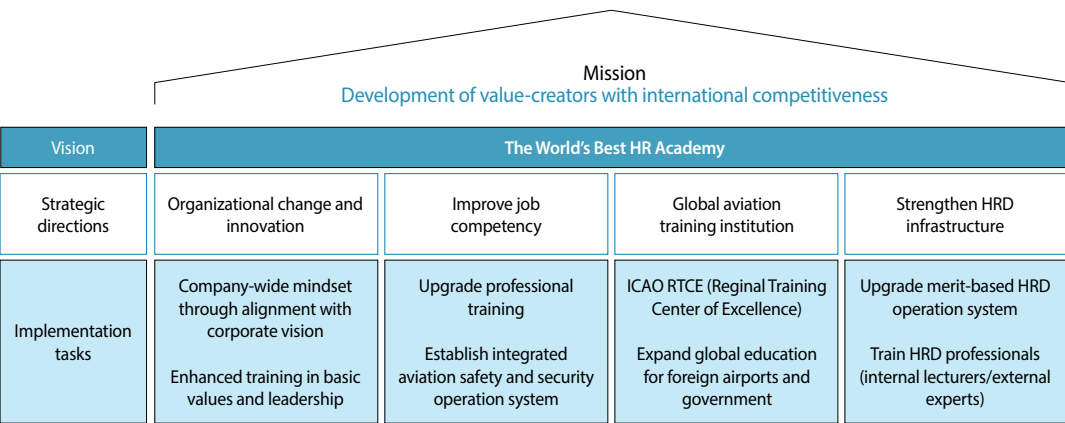 Mission
Development of value-creators with international competitiveness
Vision
The World's Best HR Academy
Strategic
directions
Organizational change and
innovation
Improve job
competency
Global aviation
training institution
Strengthen HRD
infrastructure
Implementation
tasks
Company-wide mindset
through alignment with
corporate vision
Enhanced training in basic
values and leadership
Upgrade professional
training
Establish integrated
aviation safety and security
operation system
ICAO RTCE (Reginal Training
Center of Excellence)
Expand global education
for foreign airports and
government
Upgrade merit-based HRD
operation system
Train HRD professionals
(internal lecturers/external
experts)